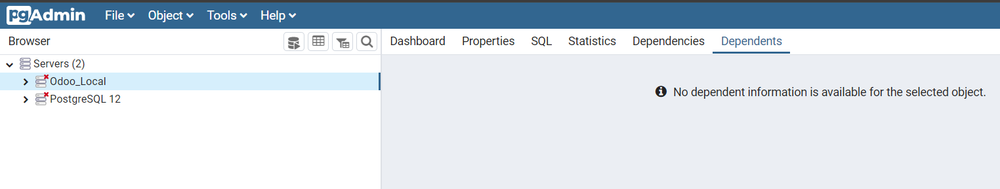 pgAdmin File Object Tools Help
Browser
Dashboard Properties SQL Statistics Dependencies Dependents
Servers (2)
Odoo_Local
PostgreSQL 12
No dependent information is available for the selected object.